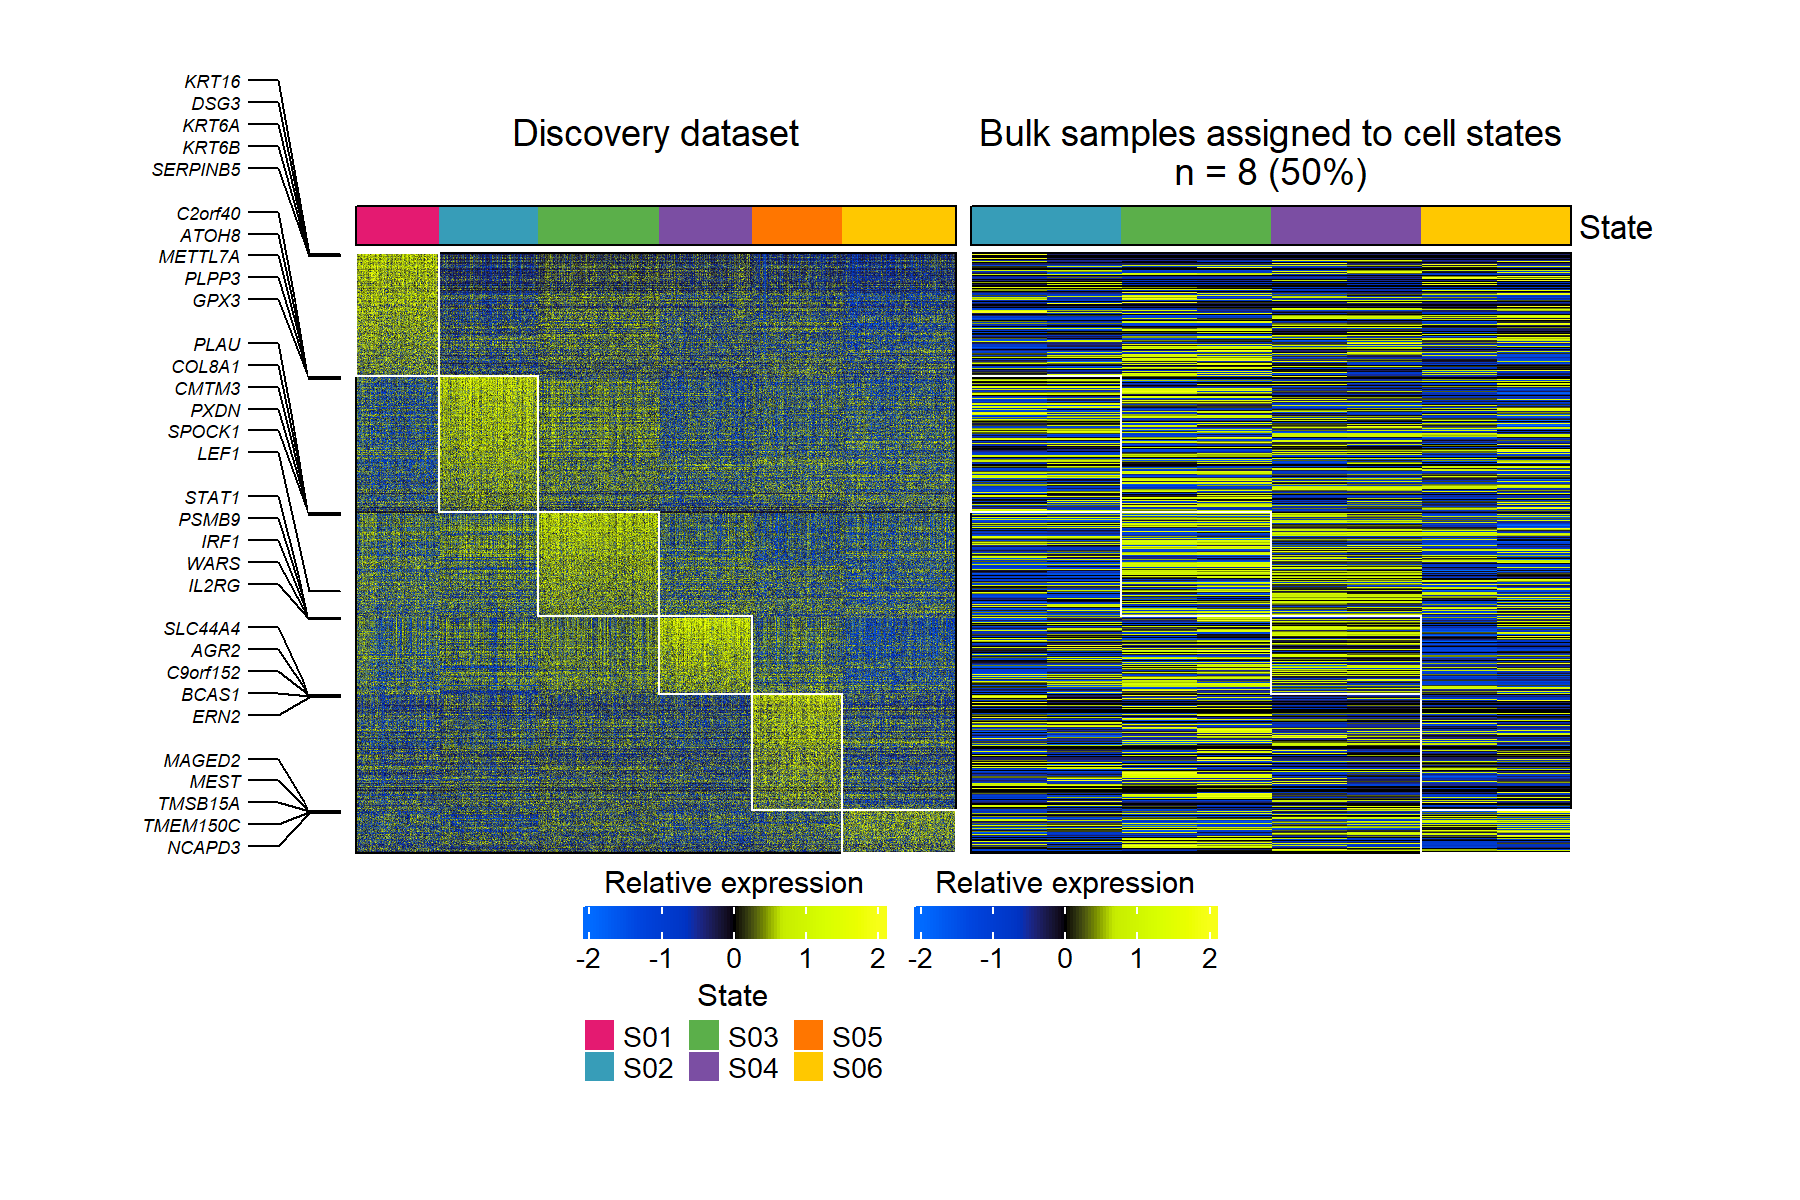 KRT16
DSG3
KRT6A
KRT6B
SERPINB5
C2orf40
ATOH8
METTL7A
PLPP3
GPX3
PLAU
COL8A1
CMTM3
PXDN
SPOCK1
LEF1
STAT1
PSMB9
IRF1
WARS
IL2RG
SLC44A4
AGR2
C9orf152
BCAS1
ERN2
MAGED2
MEST
TMSB15A
TMEM150C
NCAPD3
Discovery dataset
Bulk samples assigned to cell states
n = 8 (50%)
State
Relative expression
-2 -1 0 1 2
Relative expression
-2 -1 0 1 2
State
S01 S03 S05
S02 S04 S06